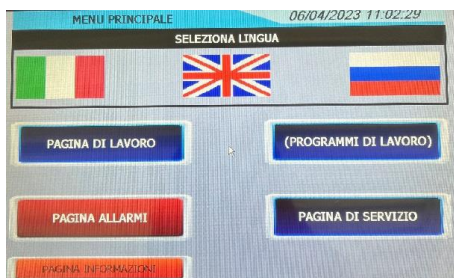 MENU PRINCIPALE 06/04/2023 11:02:29
SELEZIONA LINGUA
PAGINA DI LAVORO (PROGRAMMI DI LAVORO)
PAGINA ALLARMI PAGINA DI SERVIZIO
PAGINA INFORMAZIONI